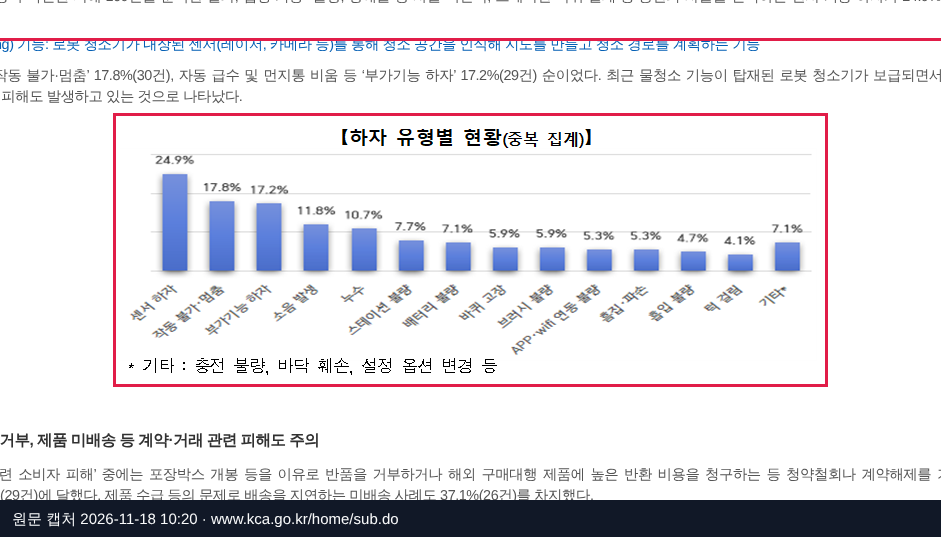 ng) 기능: 로봇 청소기가 내장된 센서(레이저, 카메라 등)를 통해 청소 공간을 인식해 지도를 만들고 청소 경로를 계획하는 기능
작동 불가·멈춤’ 17.8%(30건), 자동 급수 및 먼지통 비움 등 ‘부가기능 하자’ 17.2%(29건) 순이었다. 최근 물청소 기능이 탑재된 로봇 청소기가 보급되면서
피해도 발생하고 있는 것으로 나타났다.
【하자 유형별 현황(중복 집계)】
24.9%
17.8%
17.2%
11.8%
10.7%
7.7%
7.1%
5.9%
5.9%
5.3%
5.3%
4.7%
4.1%
7.1%
센서 하자
작동 불가·멈춤
부가기능 하자
소음 발생
누수
스테이션 불량
배터리 불량
바퀴 고장
브러시 불량
APP·wifi 연동 불량
흠집·파손
흡입 불량
턱 걸림
기타*
* 기타 : 충전 불량, 바닥 훼손, 설정 옵션 변경 등
거부, 제품 미배송 등 계약·거래 관련 피해도 주의
련 소비자 피해’ 중에는 포장박스 개봉 등을 이유로 반품을 거부하거나 해외 구매대행 제품에 높은 반환 비용을 청구하는 등 청약철회나 계약해제를
(29건)에 달했다. 제품 수급 등의 문제로 배송을 지연하는 미배송 사례도 37.1%(26건)를 차지했다.
원문 캡처 2026-11-18 10:20 · www.kca.go.kr/home/sub.do